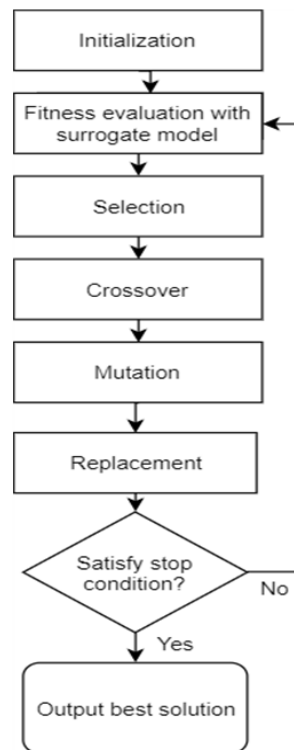 Initialization
Fitness evaluation with
surrogate model
Selection
Crossover
Mutation
Replacement
Satisfy stop
condition?
No
Yes
Output best solution